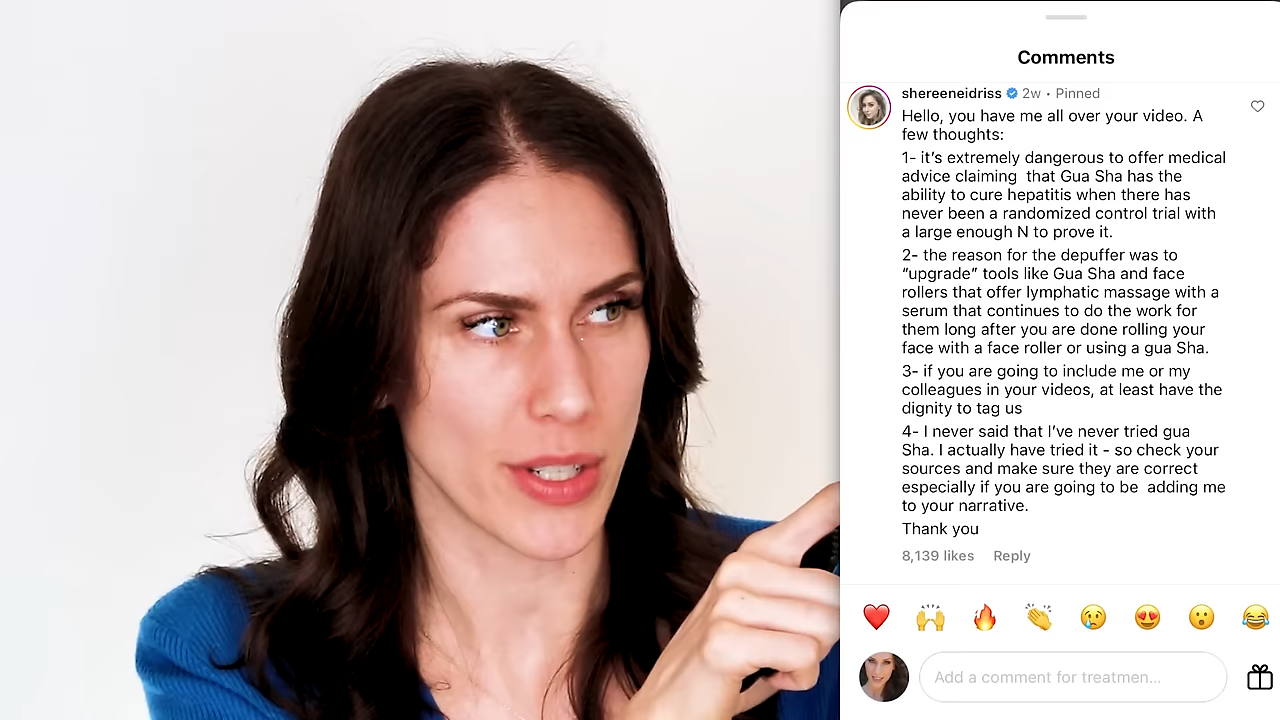 Comments
shereeneidriss 2w • Pinned
Hello, you have me all over your video. A
few thoughts:
1- it's extremely dangerous to offer medical
advice claiming  that Gua Sha has the
ability to cure hepatitis when there has
never been a randomized control trial with
a large enough N to prove it.
2- the reason for the depuffer was to
“upgrade” tools like Gua Sha and face
rollers that offer lymphatic massage with a
serum that continues to do the work for
them long after you are done rolling your
face with a face roller or using a gua Sha.
3- if you are going to include me or my
colleagues in your videos, at least have the
dignity to tag us
4- I never said that I've never tried gua
Sha. I actually have tried it - so check your
sources and make sure they are correct
especially if you are going to be  adding me
to your narrative.
Thank you
8,139 likes Reply
Add a comment for treatmen...